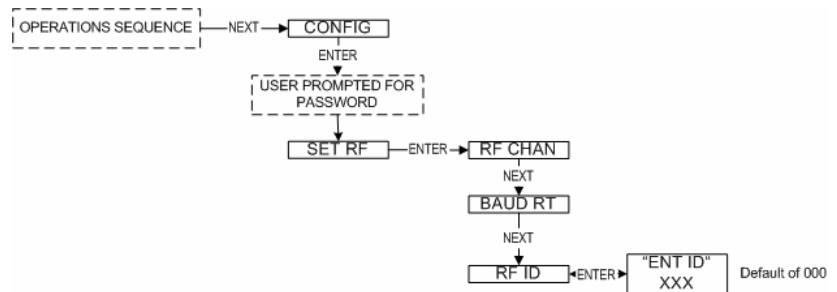 OPERATIONS SEQUENCE
NEXT
CONFIG
ENTER
USER PROMPTED FOR
PASSWORD
SET RF
ENTER
RF CHAN
NEXT
BAUD RT
NEXT
RF ID
ENTER
"ENT ID"
XXX
Default of 000